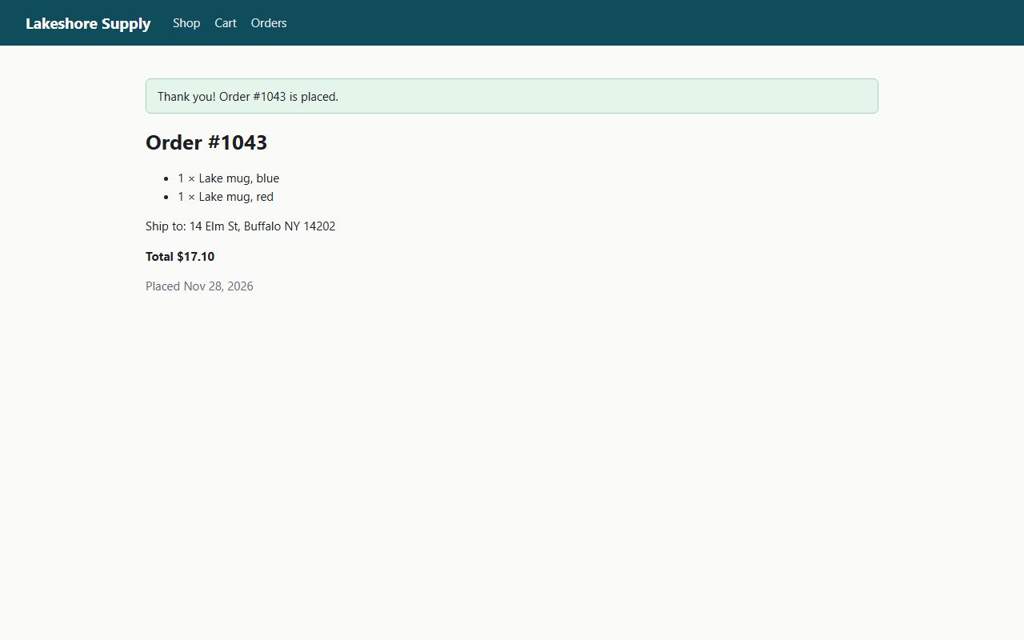 Lakeshore Supply Shop Cart Orders
Thank you! Order #1043 is placed.
Order #1043
• 1 × Lake mug, blue
• 1 × Lake mug, red
Ship to: 14 Elm St, Buffalo NY 14202
Total $17.10
Placed Nov 28, 2026